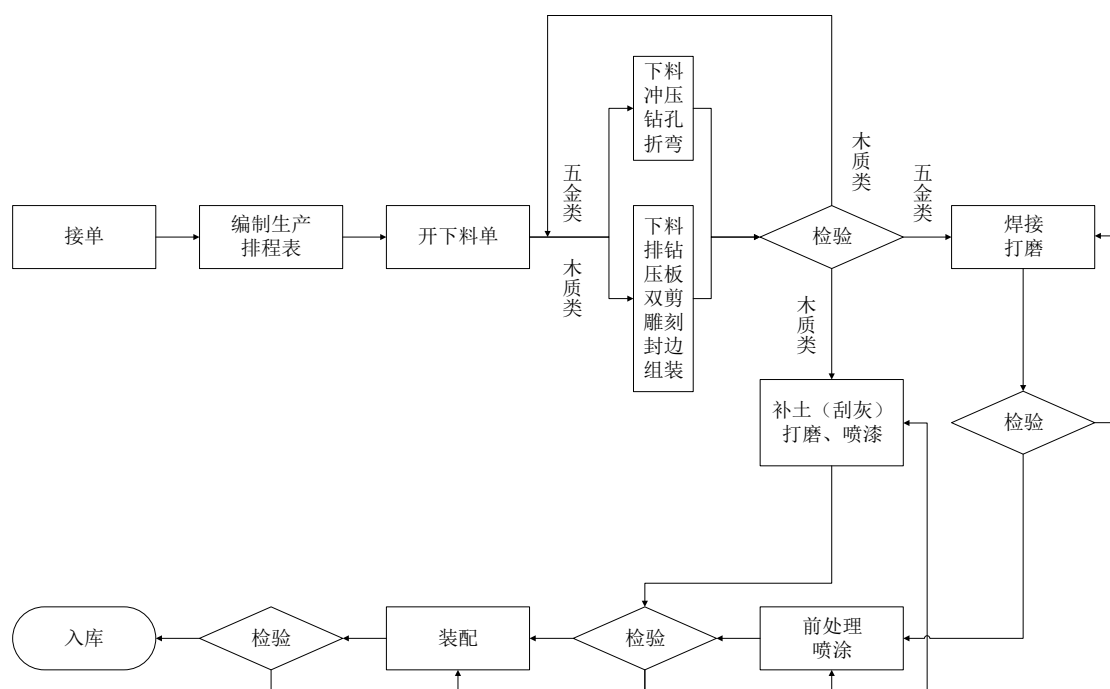 下料
冲压
钻孔
折弯
木质类
五金类
五金类
接单
编制生产
排程表
开下料单
下料
排钻
压板
双剪
雕刻
封边
组装
检验
焊接
打磨
木质类
木质类
补土（刮灰）
打磨、喷漆
检验
入库
检验
装配
检验
前处理
喷涂